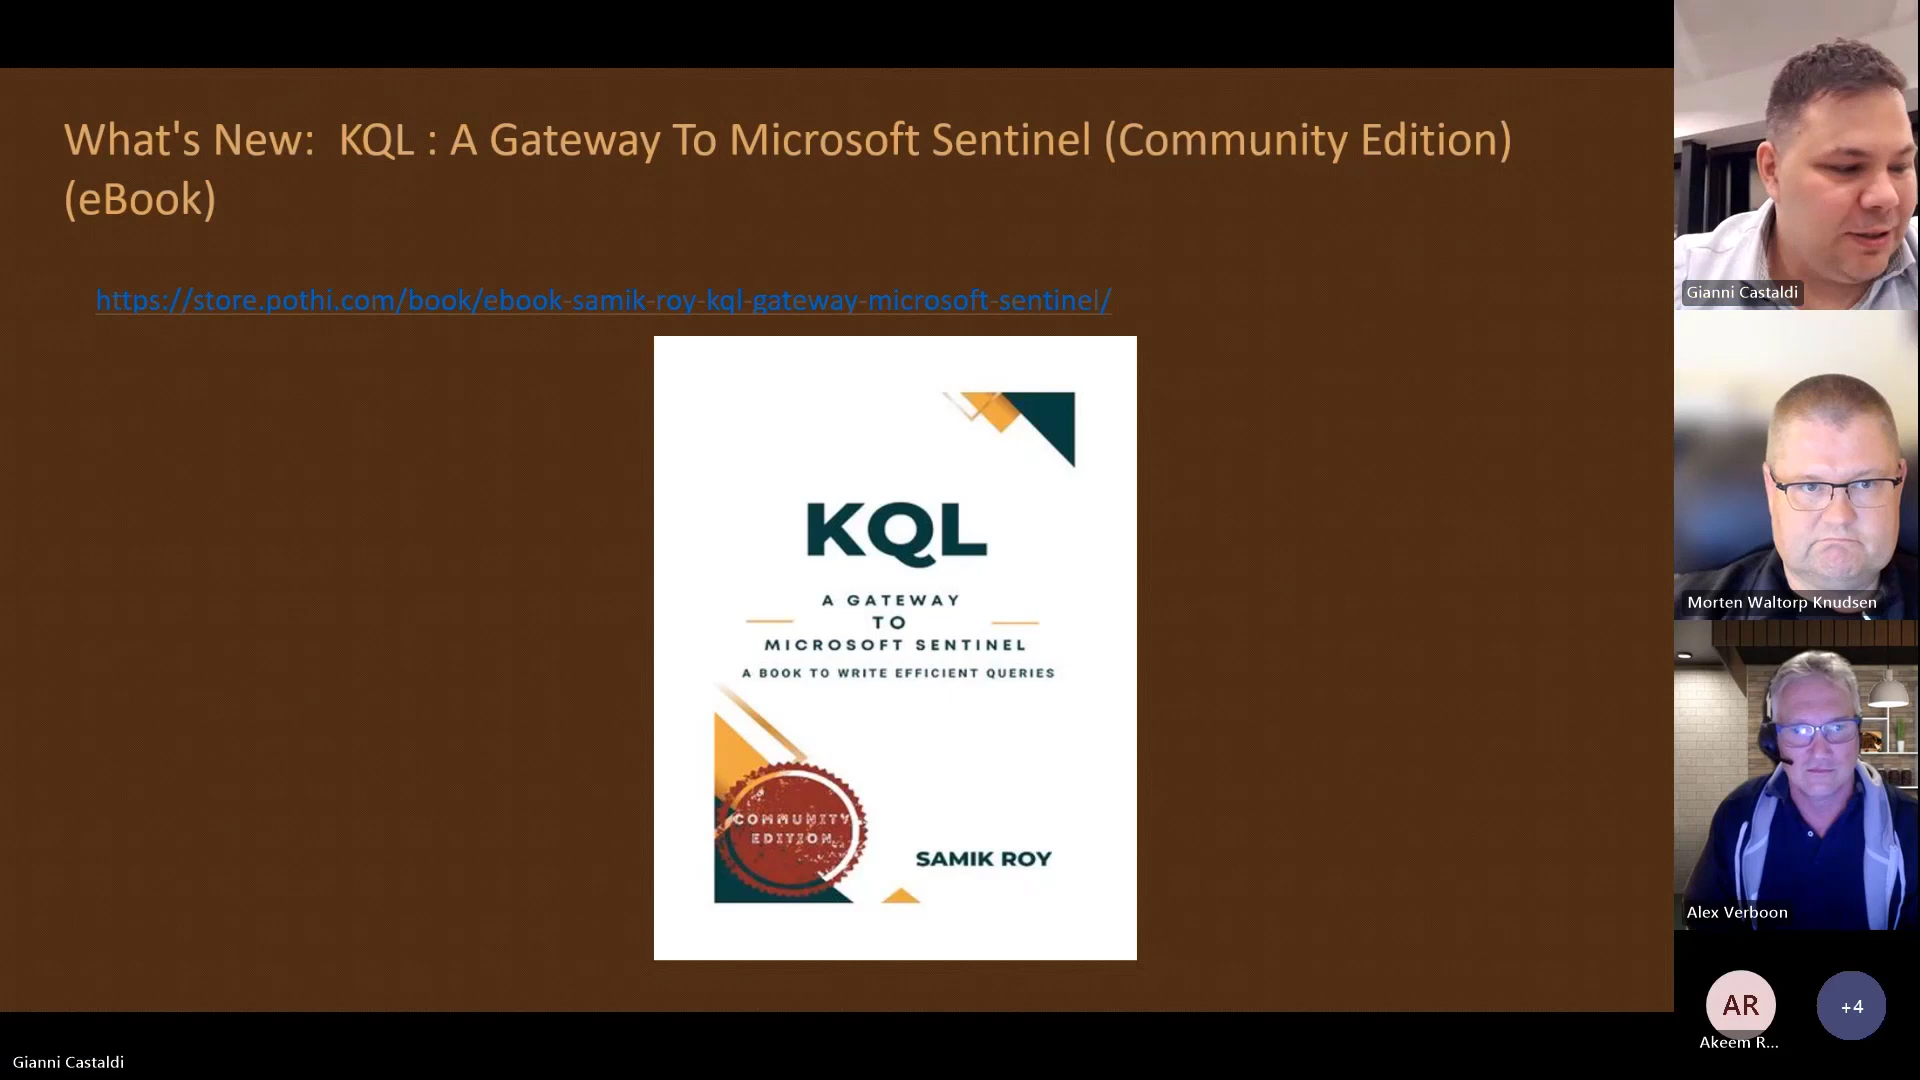 What's New:  KQL : A Gateway To Microsoft Sentinel (Community Edition)
(eBook)
https://store.pothi.com/book/ebook-samik-roy-kql-gateway-microsoft-sentinel/
KQL
A GATEWAY
TO
MICROSOFT SENTINEL
A BOOK TO WRITE EFFICIENT QUERIES
COMMUNITY
EDITION
SAMIK ROY
Gianni Castaldi
Morten Waltorp Knudsen
Alex Verboon
AR
+4
Akeem R...
Gianni Castaldi